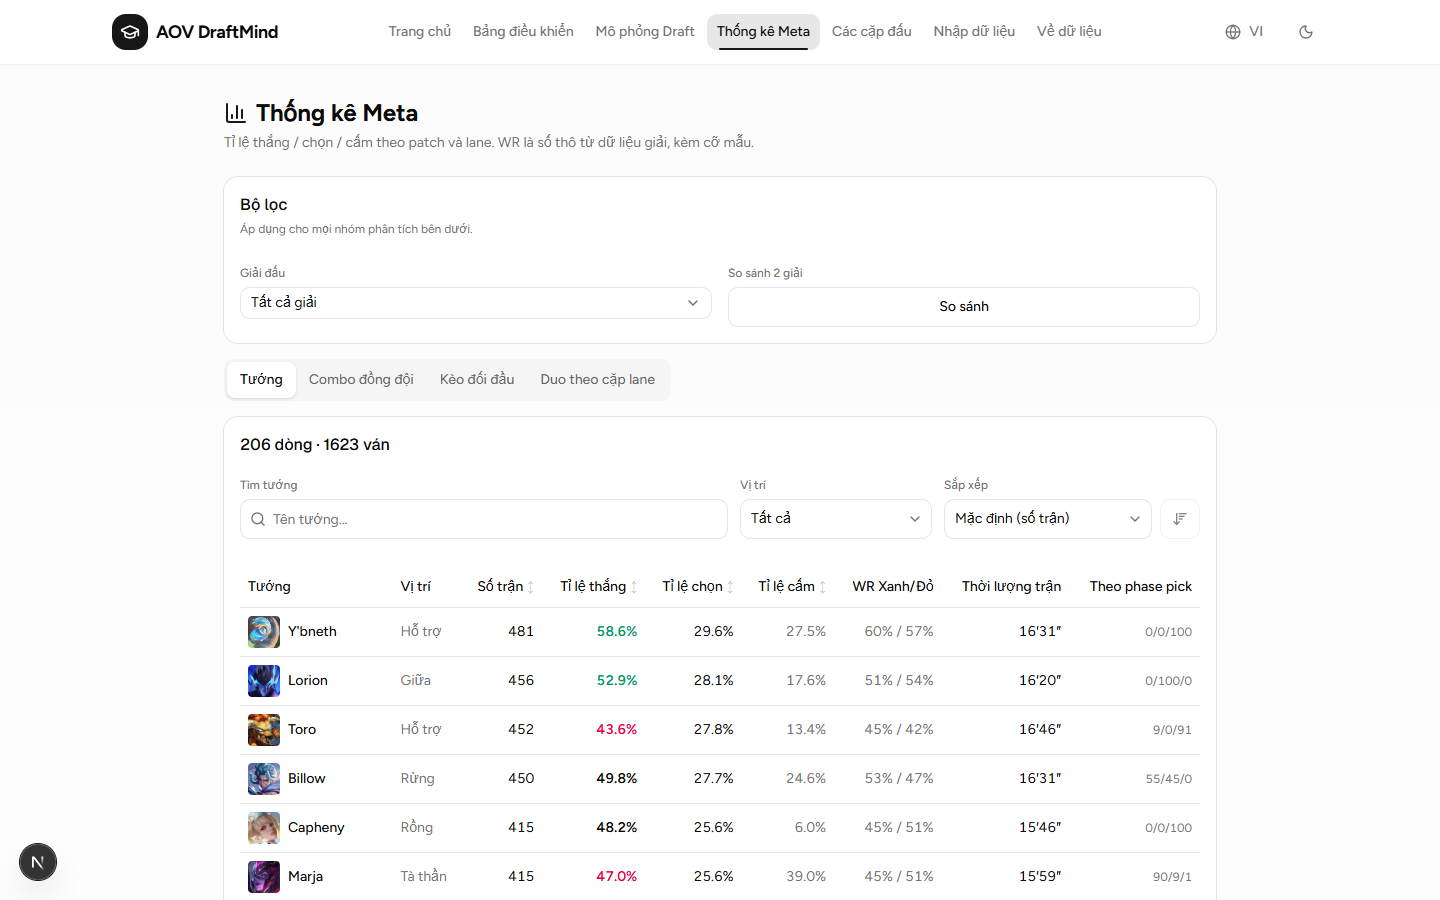 AOV DraftMind
Trang chủ Bảng điều khiển Mô phỏng Draft Thống kê Meta Các cặp đấu Nhập dữ liệu Về dữ liệu VI
Thống kê Meta
Tỉ lệ thắng / chọn / cấm theo patch và lane. WR là số thô từ dữ liệu giải, kèm cỡ mẫu.
Bộ lọc
Áp dụng cho mọi nhóm phân tích bên dưới.
Giải đấu So sánh 2 giải
Tất cả giải So sánh
Tướng Combo đồng đội Kèo đối đầu Duo theo cặp lane
206 dòng · 1623 ván
Tìm tướng Vị trí Sắp xếp
Tên tướng... Tất cả Mặc định (số trận)
Tướng Vị trí Số trận Tỉ lệ thắng Tỉ lệ chọn Tỉ lệ cấm WR Xanh/Đỏ Thời lượng trận Theo phase pick
Y'bneth Hỗ trợ 481 58.6% 29.6% 27.5% 60% / 57% 16′31″ 0/0/100
Lorion Giữa 456 52.9% 28.1% 17.6% 51% / 54% 16′20″ 0/100/0
Toro Hỗ trợ 452 43.6% 27.8% 13.4% 45% / 42% 16′46″ 9/0/91
Billow Rừng 450 49.8% 27.7% 24.6% 53% / 47% 16′31″ 55/45/0
Capheny Rồng 415 48.2% 25.6% 6.0% 45% / 51% 15′46″ 0/0/100
Marja Tà thần 415 47.0% 25.6% 39.0% 45% / 51% 15′59″ 90/9/1
N